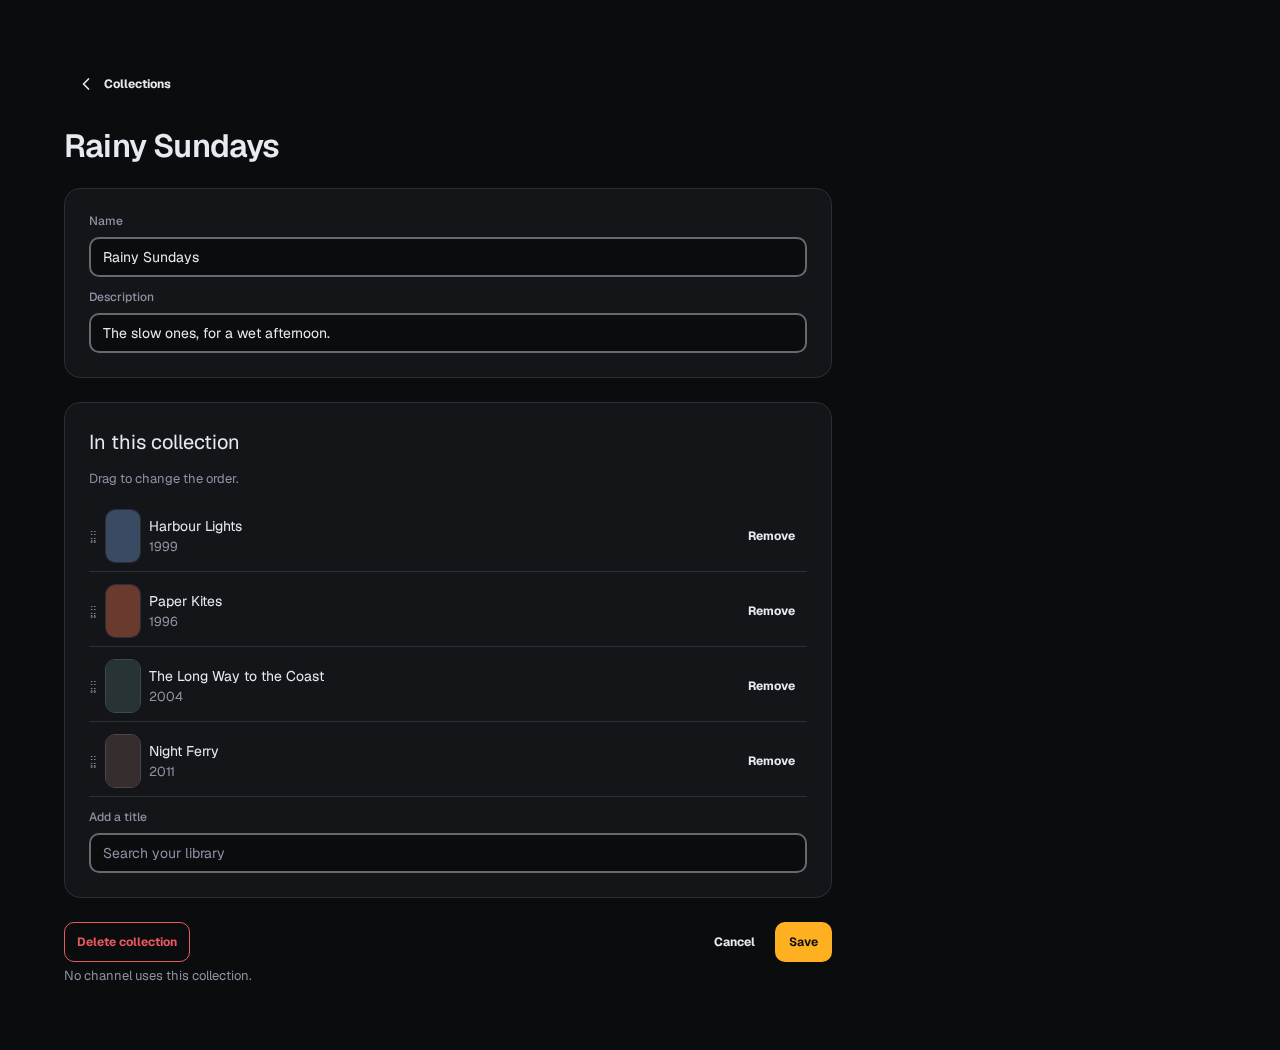 Collections
Rainy Sundays
Name
Rainy Sundays
Description
The slow ones, for a wet afternoon.
In this collection
Drag to change the order.
Harbour Lights
1999
Remove
Paper Kites
1996
Remove
The Long Way to the Coast
2004
Remove
Night Ferry
2011
Remove
Add a title
Search your library
Delete collection
Cancel
Save
No channel uses this collection.